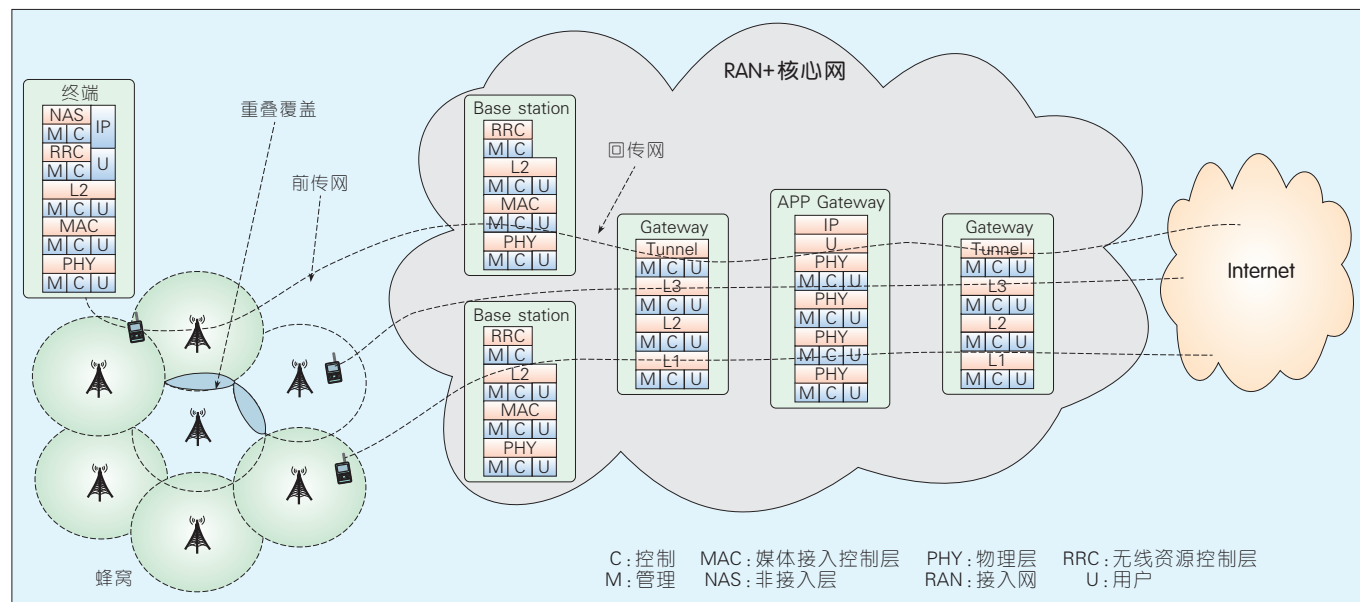 RAN+核心网
终端
NAS
M C
IP
RRC
M C
U
L2
M C U
MAC
M C U
PHY
M C U
重叠覆盖
前传网
回传网
蜂窝
Base station
RRC
M C
L2
M C U
MAC
M C U
PHY
M C U
Base station
RRC
M C
L2
M C U
MAC
M C U
PHY
M C U
Gateway
Tunnel
M C U
L3
M C U
L2
M C U
L1
M C U
APP Gateway
IP
U
PHY
M C U
PHY
M C U
PHY
M C U
PHY
M C U
Gateway
Tunnel
M C U
L3
M C U
L2
M C U
L1
M C U
Internet
C:控制 MAC:媒体接入控制层 PHY:物理层 RRC:无线资源控制层
M:管理 NAS:非接入层 RAN:接入网 U:用户